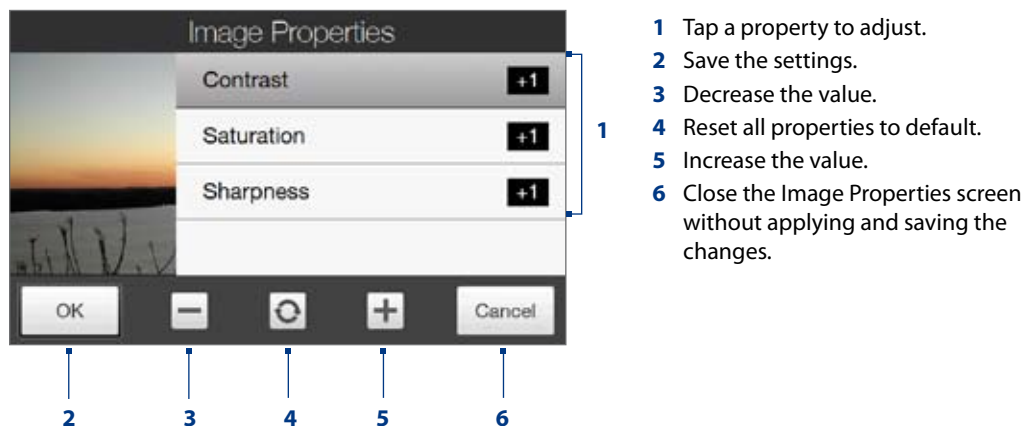 Image Properties
Contrast +1
Saturation +1
Sharpness +1
OK
Cancel
1
2 3 4 5 6
1 Tap a property to adjust.
2 Save the settings.
3 Decrease the value.
4 Reset all properties to default.
5 Increase the value.
6 Close the Image Properties screen
without applying and saving the
changes.